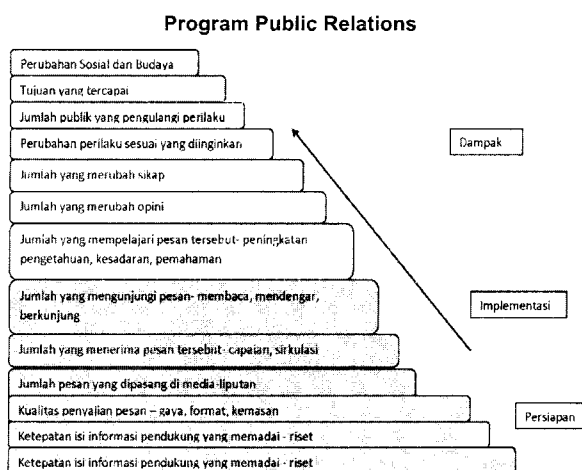 Program Public Relations
Perubahan Sosial dan Budaya
Tujuan yang tercapai
Jumlah publik yang pengulangi perilaku
Perubahan perilaku sesuai yang diinginkan
Jumlah yang merubah sikap
Jumlah yang merubah opini
Jumlah yang mempelajari pesan tersebut- peningkatan
pengetahuan, kesadaran, pemahaman
Jumlah yang mengunjungi pesan- membaca, mendengar,
berkunjung
Jumlah yang menerima pesan tersebut- capaian, sirkulasi
Jumlah pesan yang dipasang di media-liputan
Kualitas penyalian pesan – gaya, format, kemasan
Ketepatan isi informasi pendukung yang memadai - riset
Ketepatan isi informasi pendukung yang memadai - riset
Dampak
Implementasi
Persiapan